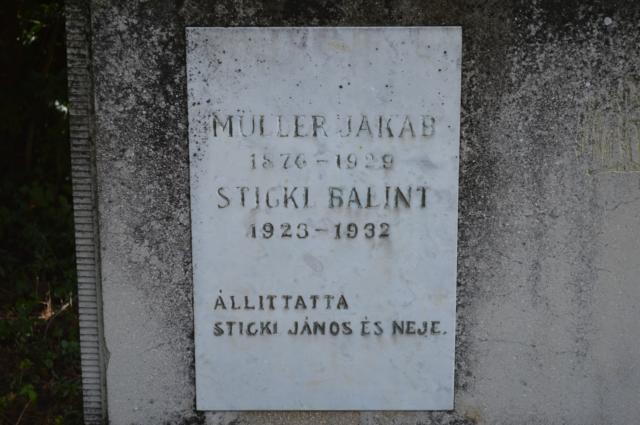 MÜLLER JAKAB
1876-1929
STICKL BÁLINT
1923-1932
ÁLLITTATTA
STICKL JÁNOS ÉS NEJE.